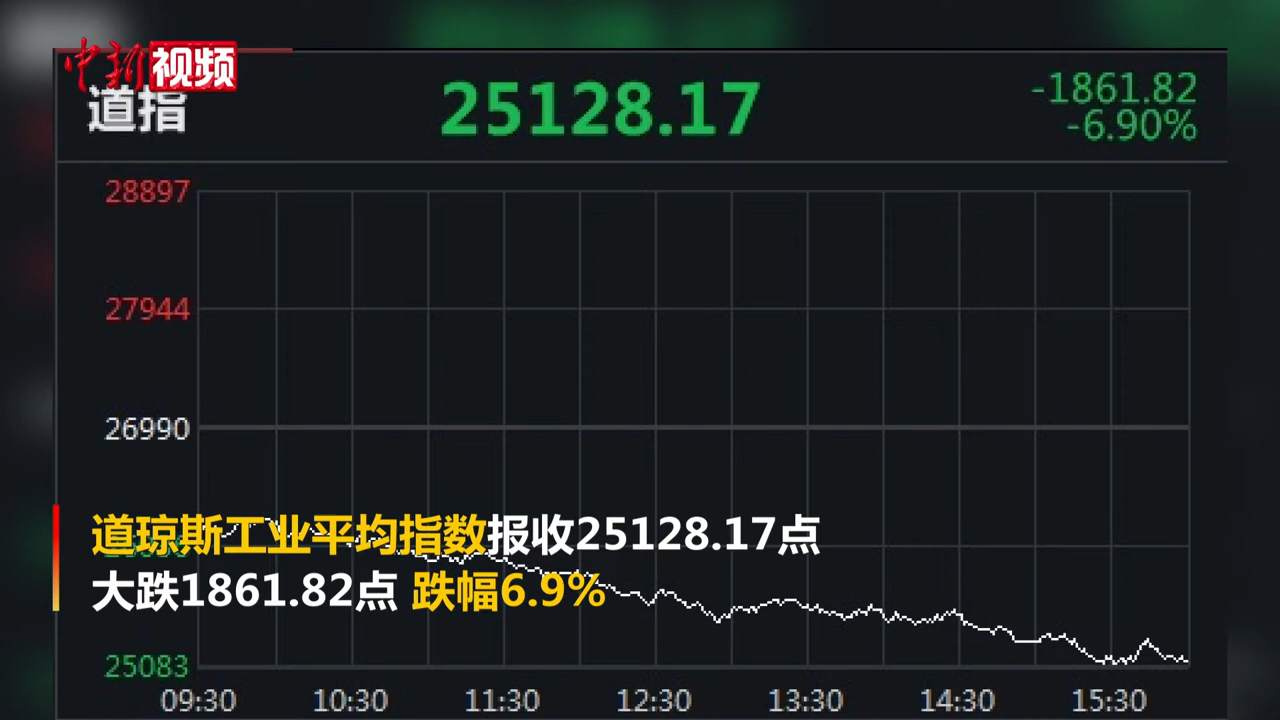 中新视频
道指
25128.17
-1861.82
-6.90%
28897
27944
26990
道琼斯工业平均指数报收25128.17点
大跌1861.82点 跌幅6.9%
25083
09:30 10:30 11:30 12:30 13:30 14:30 15:30